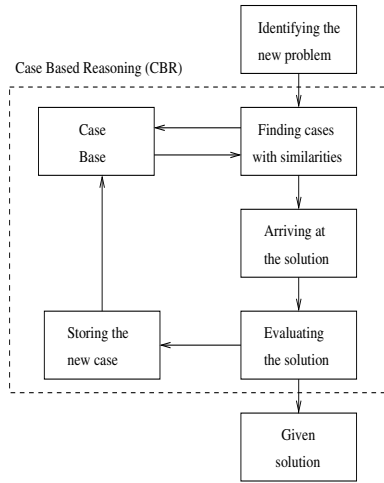 Identifying the
new problem
Case Based Reasoning (CBR)
Case
Base
Finding cases
with similarities
Arriving at
the solution
Storing the
new case
Evaluating
the solution
Given
solution